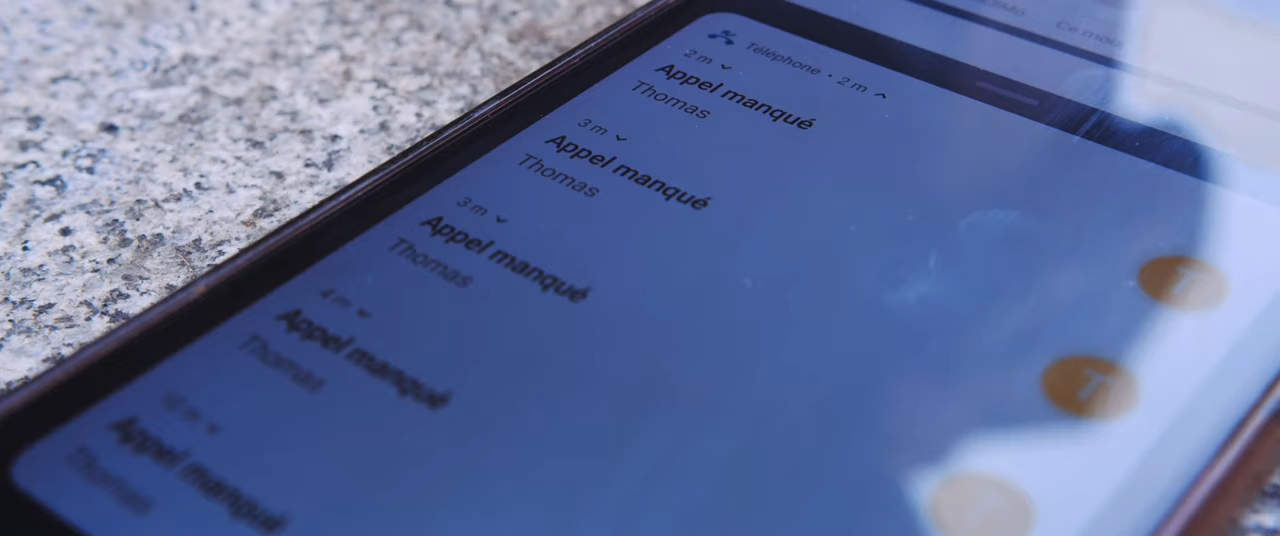 Téléphone • 2 m
2 m
Appel manqué
Thomas
3 m
Appel manqué
Thomas
3 m
Appel manqué
Thomas
4 m
Appel manqué
Thomas
Appel manqué
Thomas
T
T